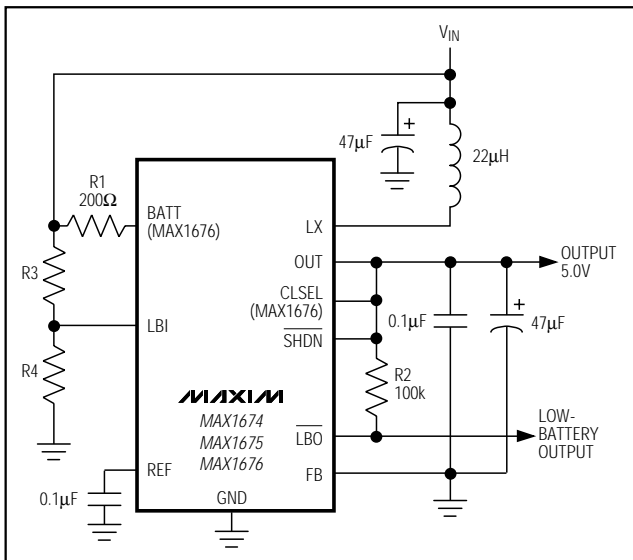 VIN
47µF
+
22µH
R1
200Ω
BATT
(MAX1676)
LX
OUT
OUTPUT
5.0V
R3
CLSEL
(MAX1676)
0.1µF
+
47µF
LBI
SHDN
R4
R2
100k
MAXIM
MAX1674
MAX1675
MAX1676
LBO
LOW-
BATTERY
OUTPUT
REF
FB
0.1µF
GND